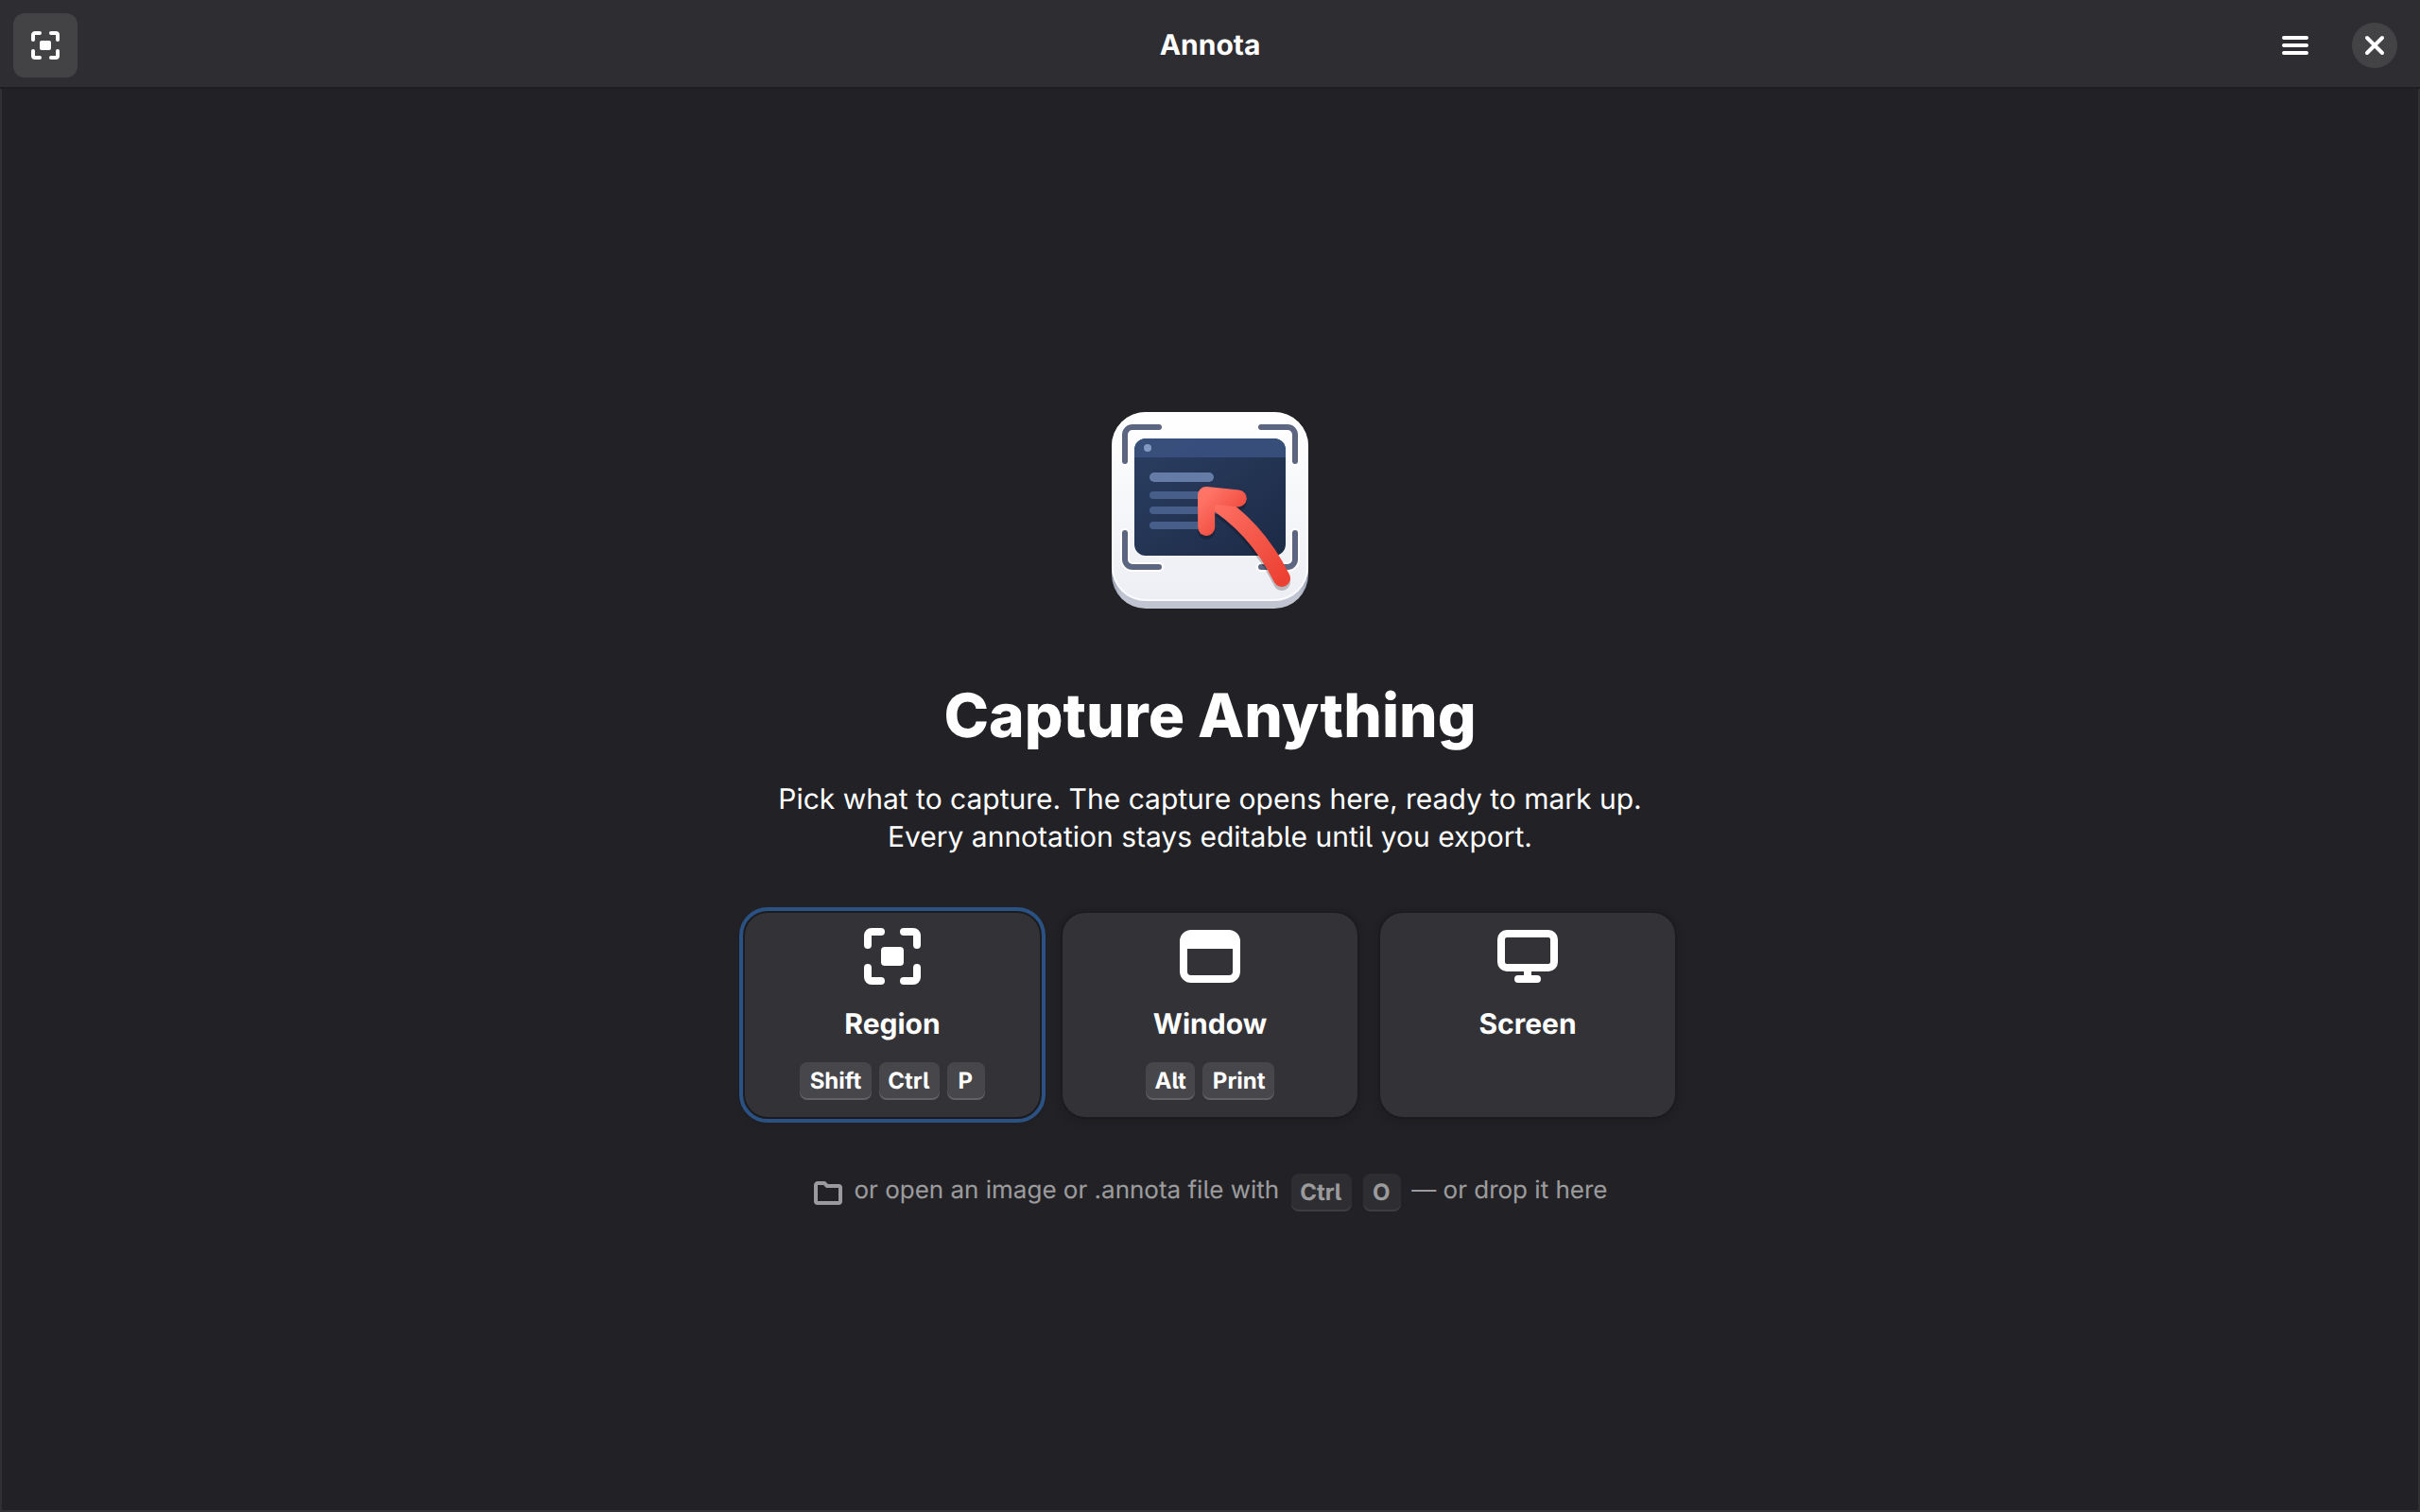 Annota
Capture Anything
Pick what to capture. The capture opens here, ready to mark up.
Every annotation stays editable until you export.
Region
Shift Ctrl P
Window
Alt Print
Screen
or open an image or .annota file with Ctrl O — or drop it here